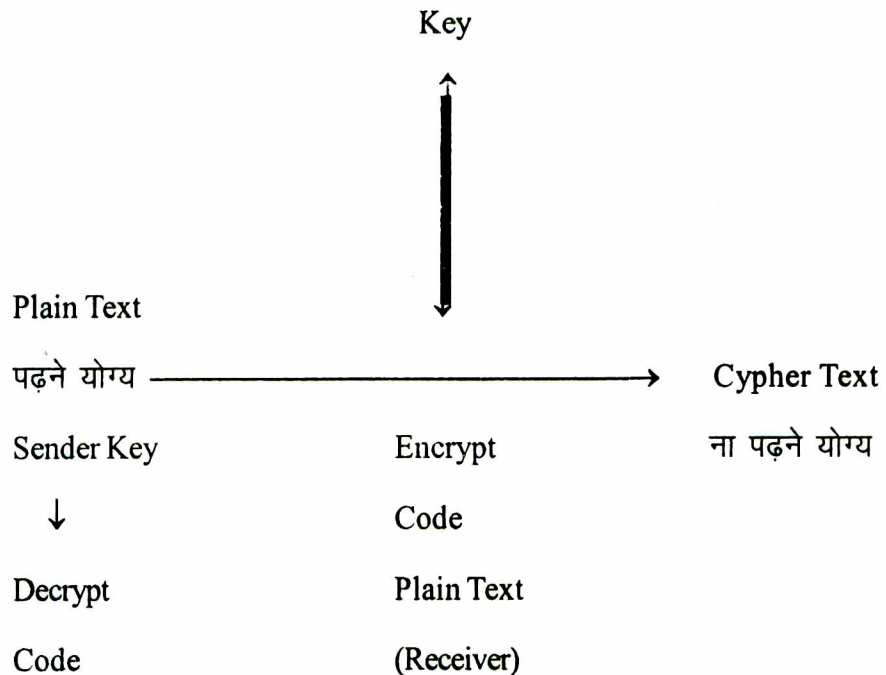 Key
Plain Text
पढ़ने योग्य Cypher Text
Sender Key Encrypt ना पढ़ने योग्य
↓ Code
Decrypt Plain Text
Code (Receiver)